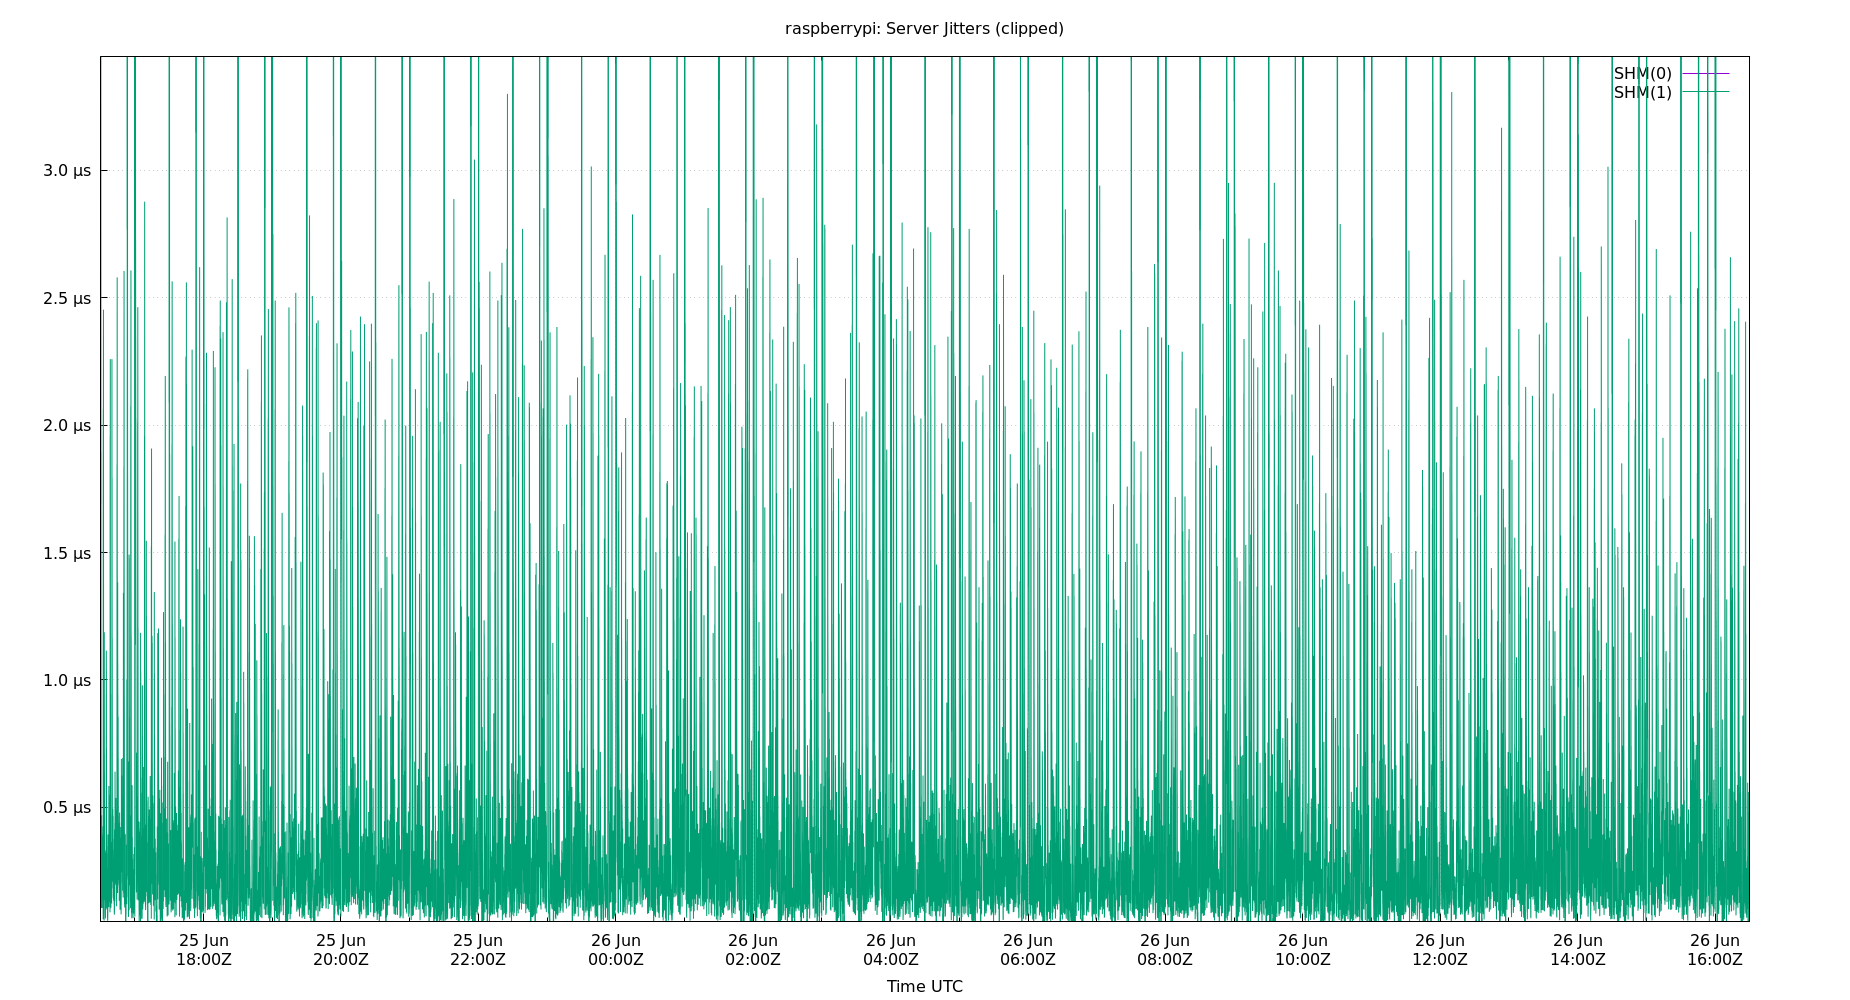 raspberrypi: Server Jitters (clipped)
SHM(0)
SHM(1)
3.0 µs
2.5 µs
2.0 µs
1.5 µs
1.0 µs
0.5 µs
25 Jun 25 Jun 25 Jun 26 Jun 26 Jun 26 Jun 26 Jun 26 Jun 26 Jun 26 Jun 26 Jun 26 Jun
18:00Z 20:00Z 22:00Z 00:00Z 02:00Z 04:00Z 06:00Z 08:00Z 10:00Z 12:00Z 14:00Z 16:00Z
Time UTC